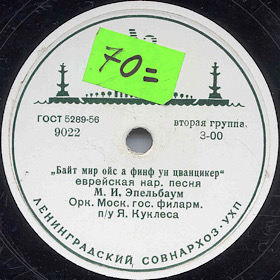 70=
ГОСТ 5289-56
9022
вторая группа
3-00
„Байт мир ойс а финф ун цванцикер“
еврейская нар. песня
М. И. Эпельбаум
Орк. Моск. гос. филарм.
п/у Я. Куклеса
ЛЕНИНГРАДСКИЙ СОВНАРХОЗ-УХП